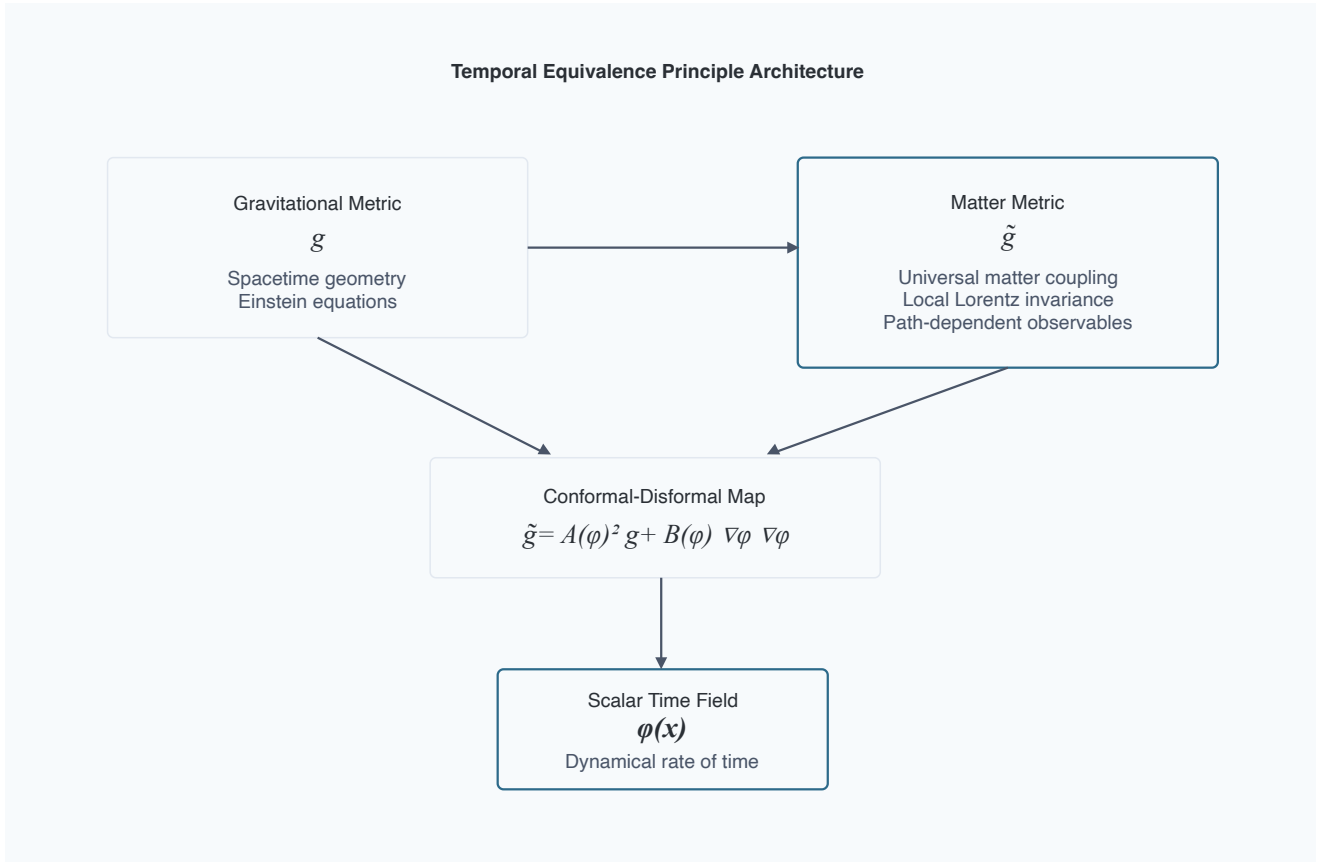 Temporal Equivalence Principle Architecture
Gravitational Metric
g
Spacetime geometry
Einstein equations
Matter Metric
g̃
Universal matter coupling
Local Lorentz invariance
Path-dependent observables
Conformal-Disformal Map
g̃= A(φ)² g+ B(φ) ∇φ ∇φ
Scalar Time Field
φ(x)
Dynamical rate of time